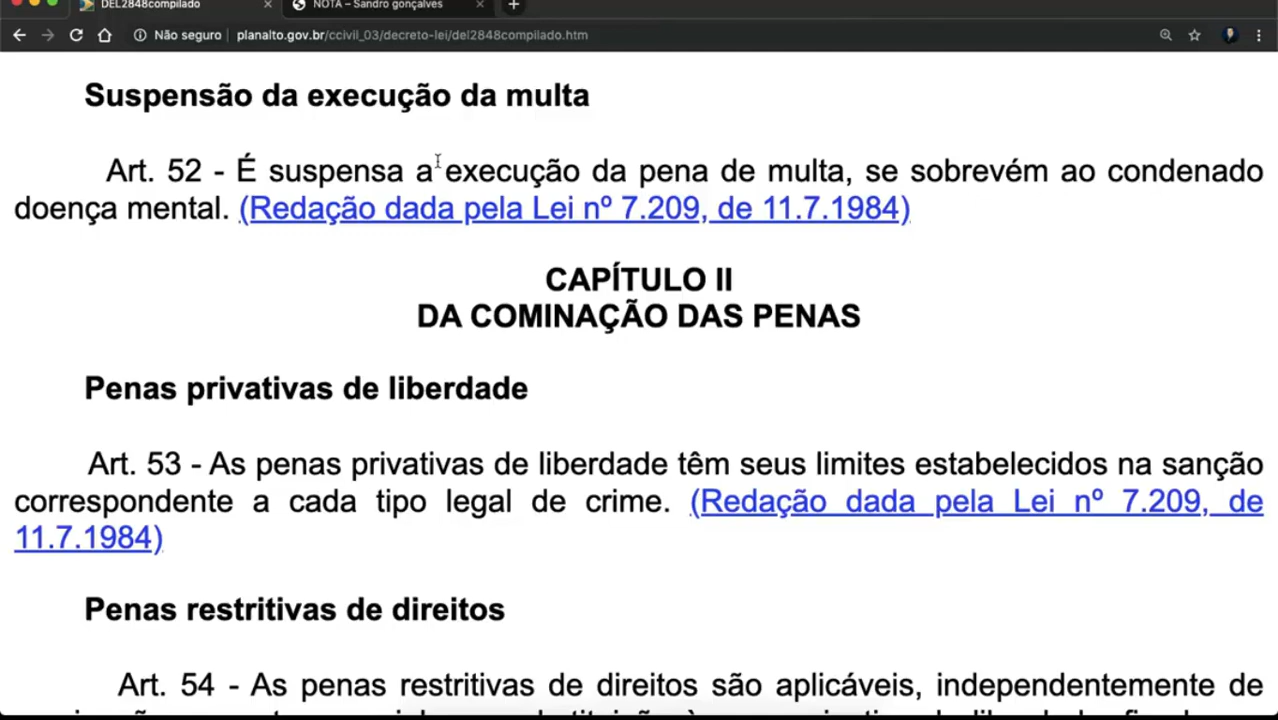 DEL2848compilado
NOTA – Sandro gonçalves
Não seguro
planalto.gov.br/ccivil_03/decreto-lei/del2848compilado.htm
Suspensão da execução da multa
Art. 52 - É suspensa a execução da pena de multa, se sobrevém ao condenado
doença mental. (Redação dada pela Lei nº 7.209, de 11.7.1984)
CAPÍTULO II
DA COMINAÇÃO DAS PENAS
Penas privativas de liberdade
Art. 53 - As penas privativas de liberdade têm seus limites estabelecidos na sanção
correspondente a cada tipo legal de crime. (Redação dada pela Lei nº 7.209, de
11.7.1984)
Penas restritivas de direitos
Art. 54 - As penas restritivas de direitos são aplicáveis, independentemente de